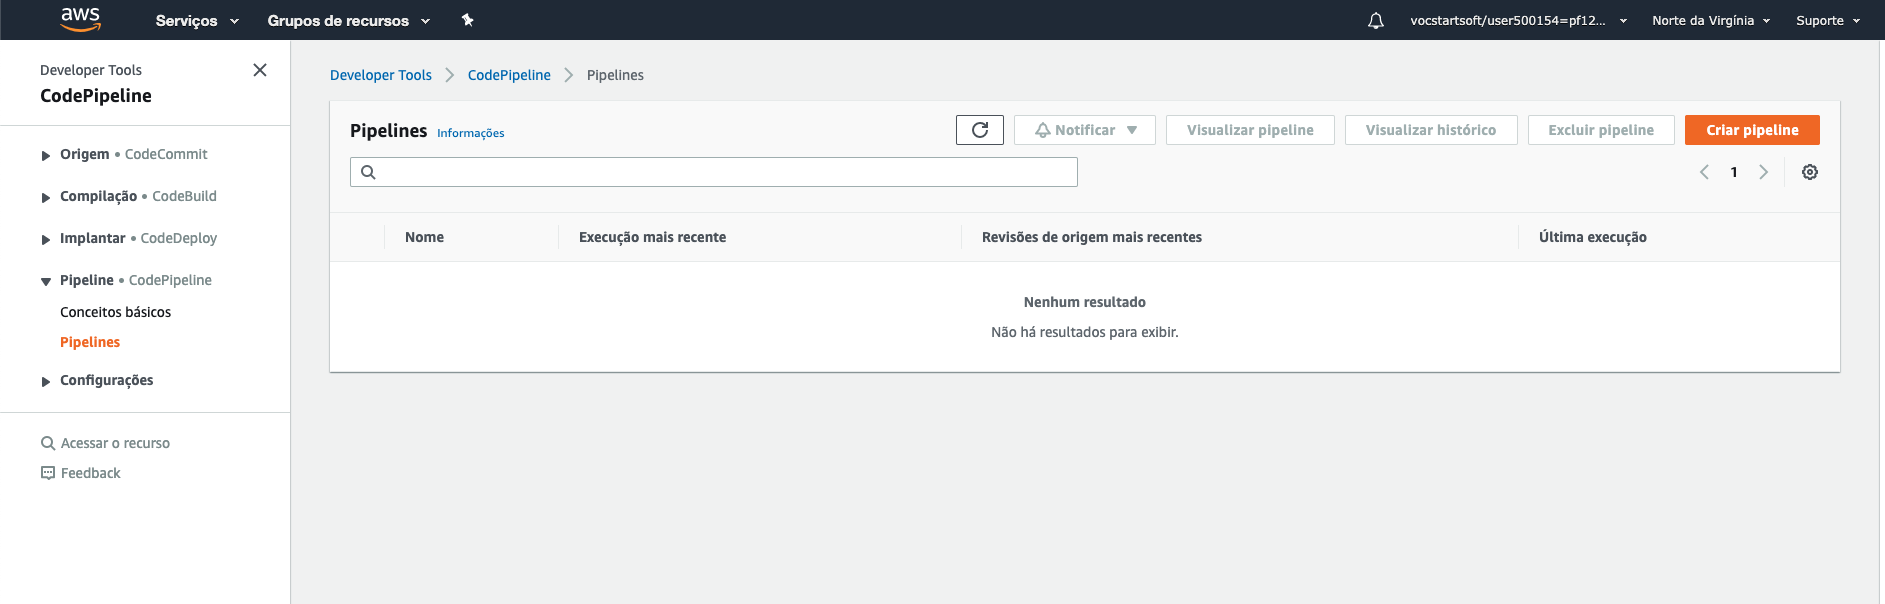 aws Serviços Grupos de recursos vocstartsoft/user500154=pf12... Norte da Virgínia Suporte
Developer Tools
CodePipeline
Origem • CodeCommit
Compilação • CodeBuild
Implantar • CodeDeploy
Pipeline • CodePipeline
Conceitos básicos
Pipelines
Configurações
Acessar o recurso
Feedback
Developer Tools CodePipeline Pipelines
Pipelines Informações Notificar Visualizar pipeline Visualizar histórico Excluir pipeline Criar pipeline
1
Nome Execução mais recente Revisões de origem mais recentes Última execução
Nenhum resultado
Não há resultados para exibir.